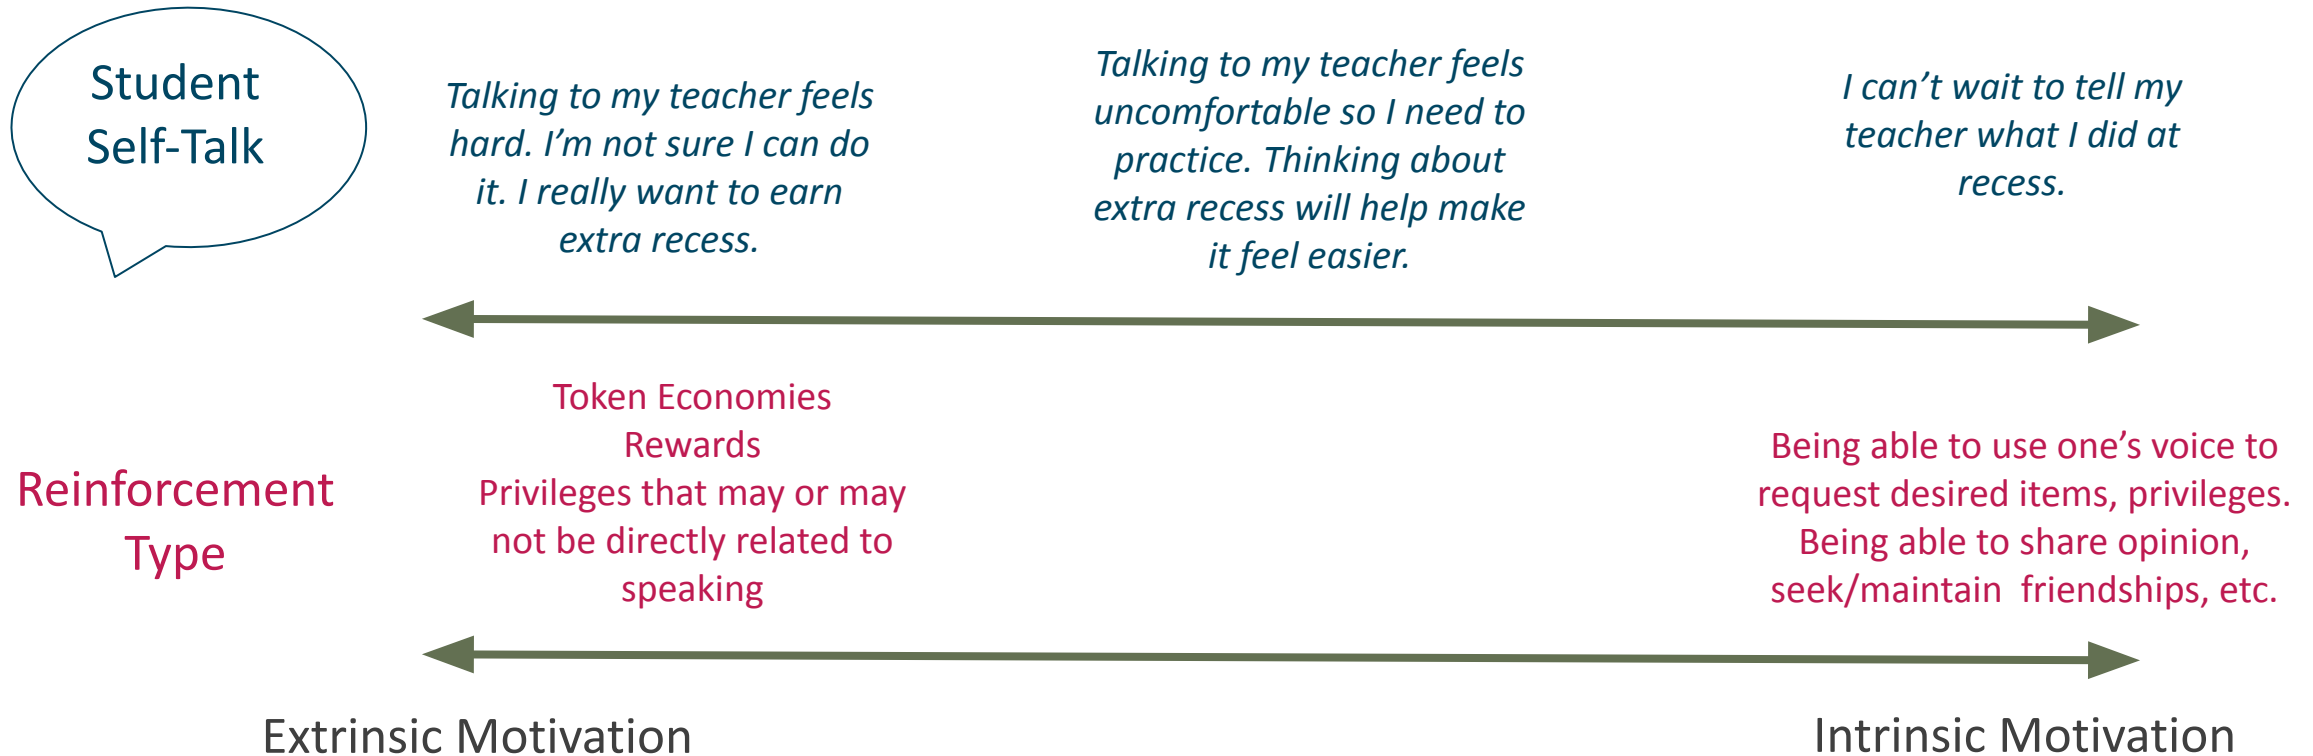 Student
Self-Talk
Talking to my teacher feels
hard. I'm not sure I can do
it. I really want to earn
extra recess.
Talking to my teacher feels
uncomfortable so I need to
practice. Thinking about
extra recess will help make
it feel easier.
I can't wait to tell my
teacher what I did at
recess.
Reinforcement
Type
Token Economies
Rewards
Privileges that may or may
not be directly related to
speaking
Being able to use one's voice to
request desired items, privileges.
Being able to share opinion,
seek/maintain  friendships, etc.
Extrinsic Motivation
Intrinsic Motivation